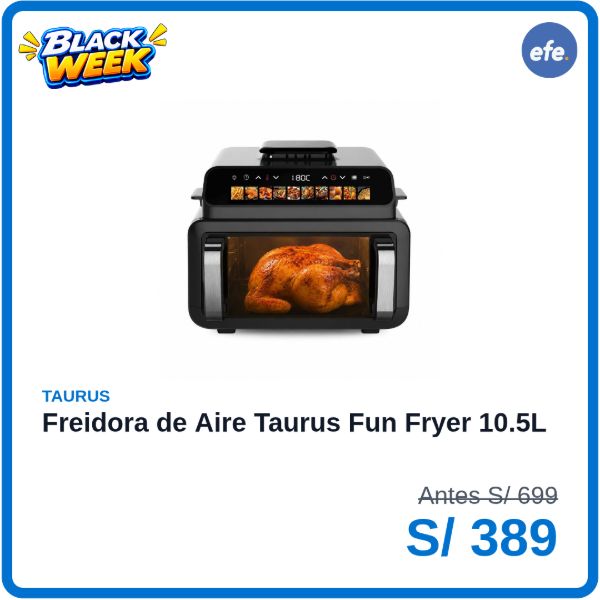 BLACK
WEEK
efe.
180C
TAURUS
Freidora de Aire Taurus Fun Fryer 10.5L
Antes S/ 699
S/ 389